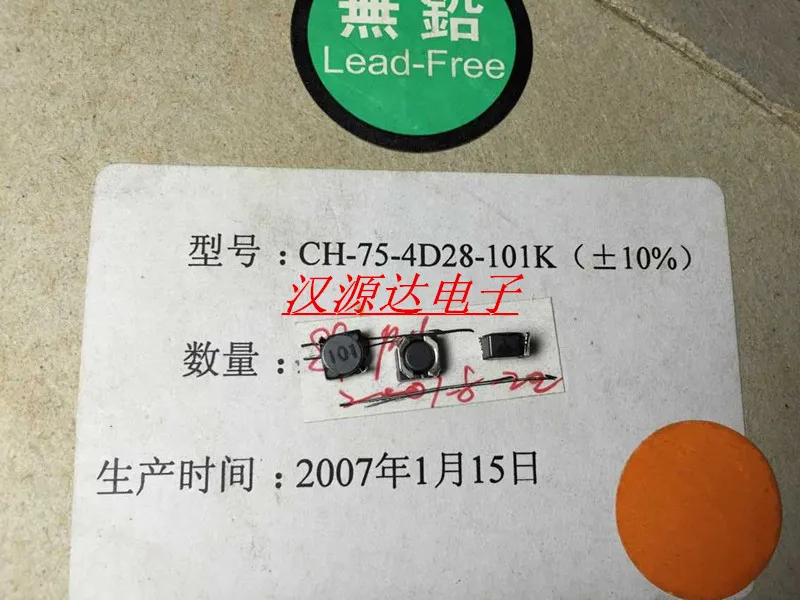 無鉛
Lead-Free
型号：CH-75-4D28-101K（±10%）
汉源达电子
数量：
101
生产时间：2007年1月15日